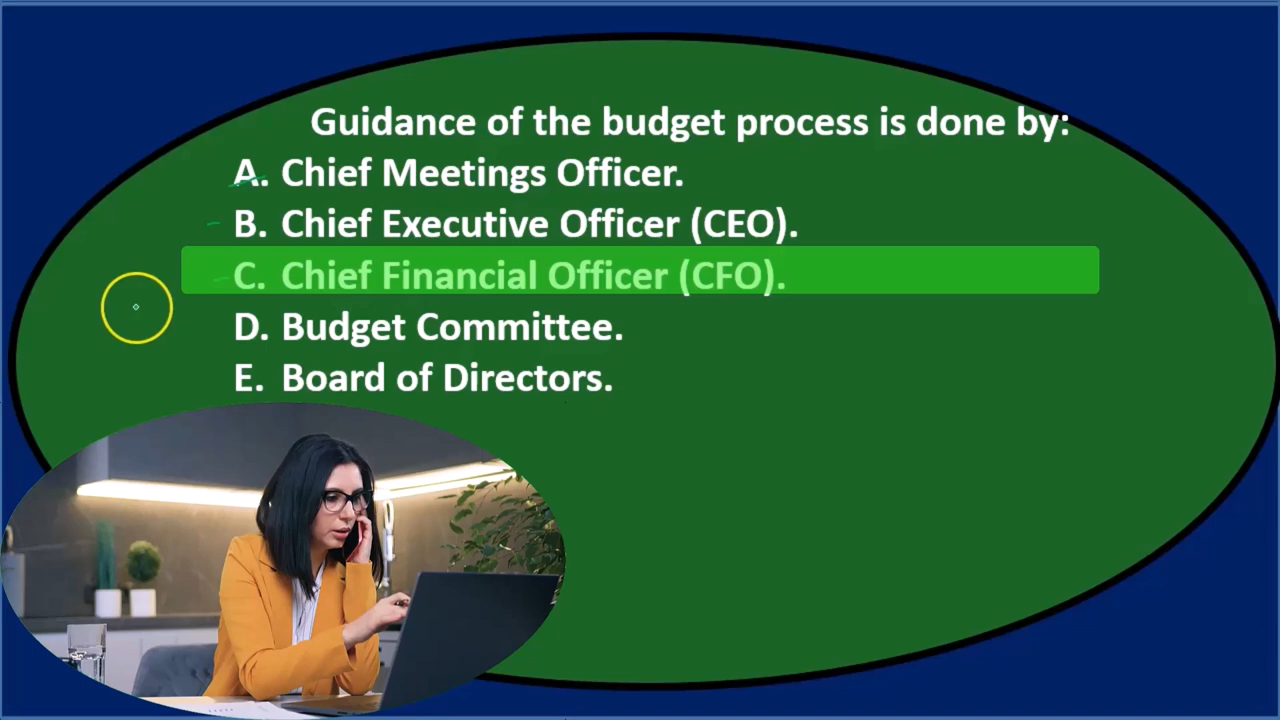 Guidance of the budget process is done by:
A. Chief Meetings Officer.
B. Chief Executive Officer (CEO).
C. Chief Financial Officer (CFO).
D. Budget Committee.
E. Board of Directors.